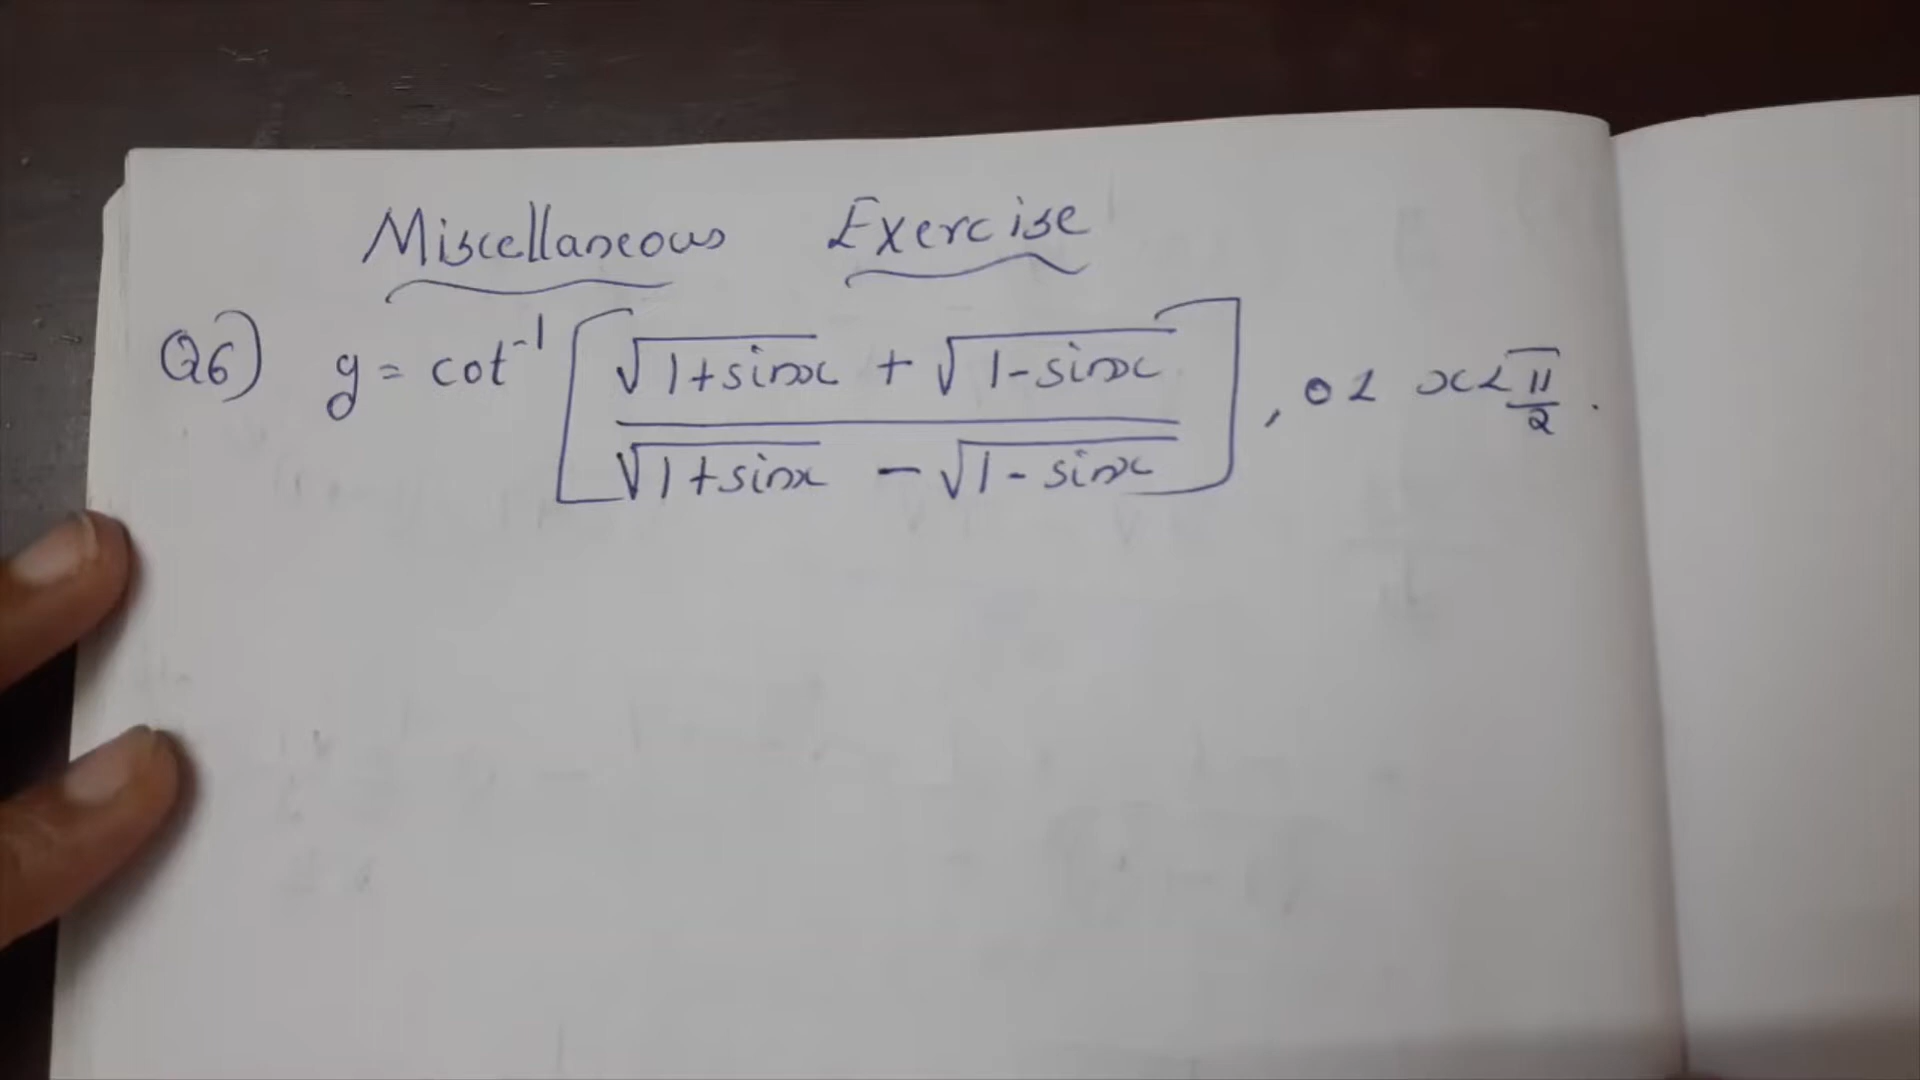 Miscellaneous Exercise
Q6) y = cot⁻¹ [ (√(1+sinx) + √(1-sinx)) / (√(1+sinx) - √(1-sinx)) ] , 0 < x < π/2 .